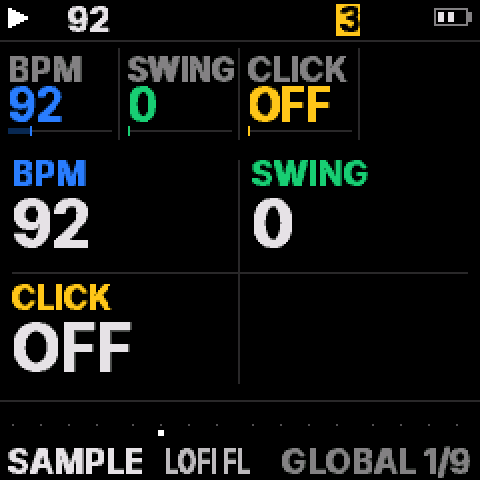 92 3
BPM SWING CLICK
92 0 OFF
BPM SWING
92 0
CLICK
OFF
SAMPLE LOFI FL GLOBAL 1/9